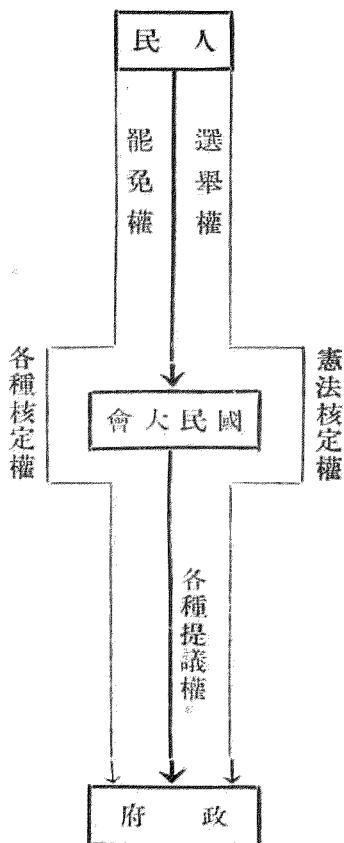 人民
選舉權
罷免權
憲法核定權
國民大會
各種核定權
各種提議權
政府